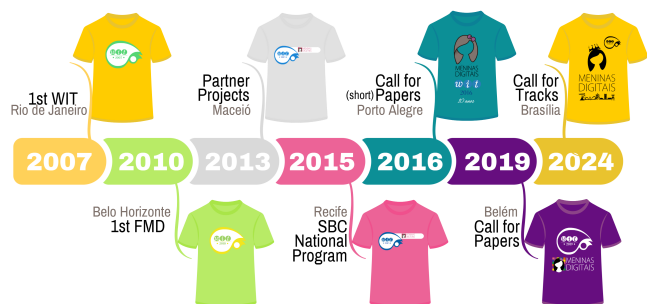 1st WIT
Rio de Janeiro
Partner
Projects
Maceió
Call for
(short) Papers
Porto Alegre
Call for
Tracks
Brasília
MENINAS
DIGITAIS
wit
20 anos
MENINAS
DIGITAIS
2007 2010 2013 2015 2016 2019 2024
Belo Horizonte
1st FMD
Recife
SBC
National
Program
Belém
Call for
Papers
MENINAS
DIGITAIS